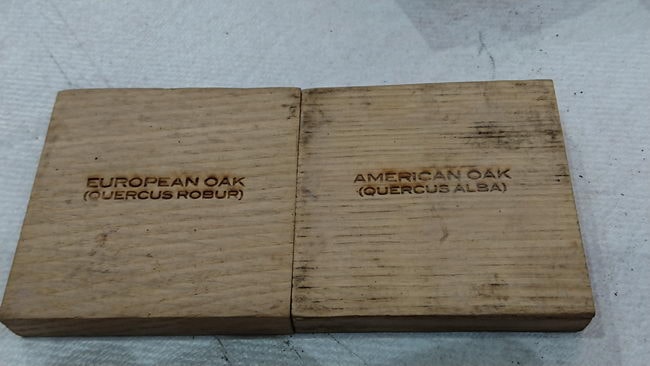 EUROPEAN OAK
(QUERCUS ROBUR)
AMERICAN OAK
(QUERCUS ALBA)